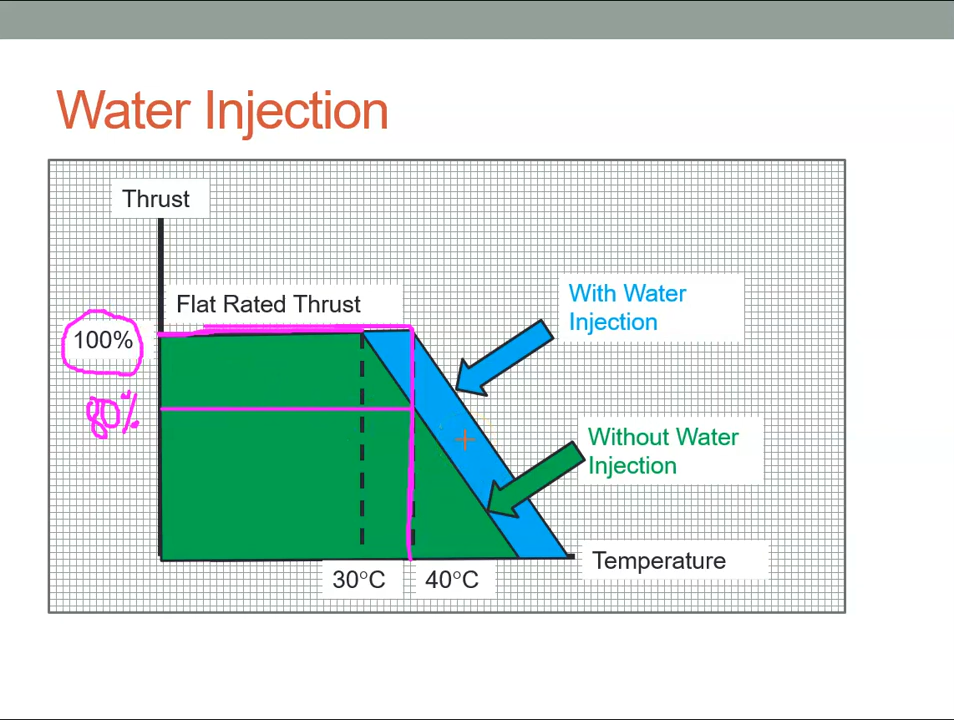 Water Injection
Thrust
Flat Rated Thrust
With Water
Injection
100%
80%
Without Water
Injection
Temperature
30°C
40°C